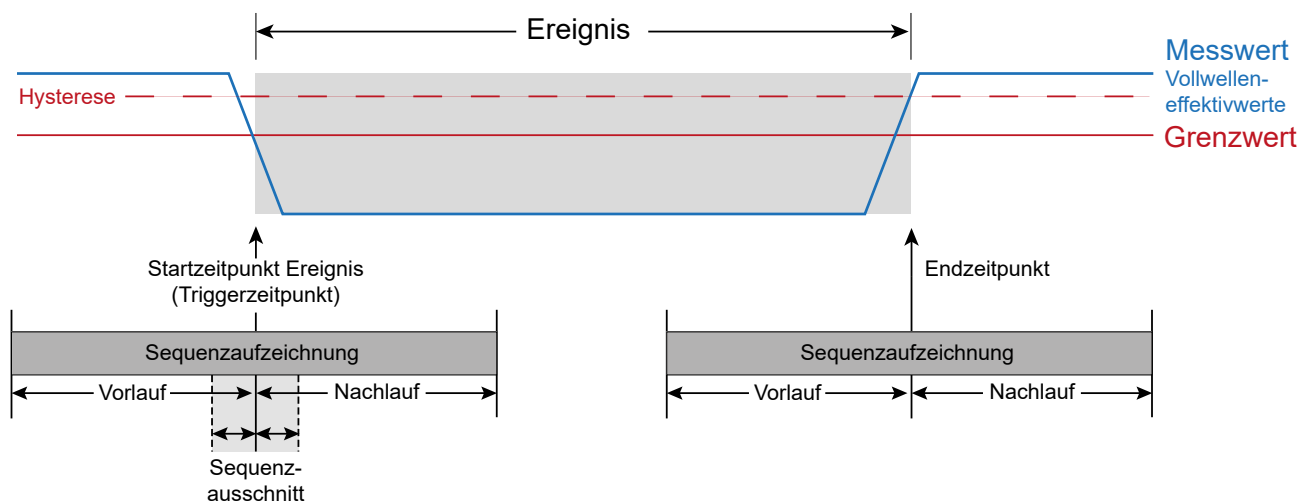 Ereignis
Messwert
Vollwellen-
effektivwerte
Hysterese
Grenzwert
Startzeitpunkt Ereignis
(Triggerzeitpunkt)
Endzeitpunkt
Sequenzaufzeichnung
Sequenzaufzeichnung
Vorlauf
Nachlauf
Vorlauf
Nachlauf
Sequenz-
ausschnitt